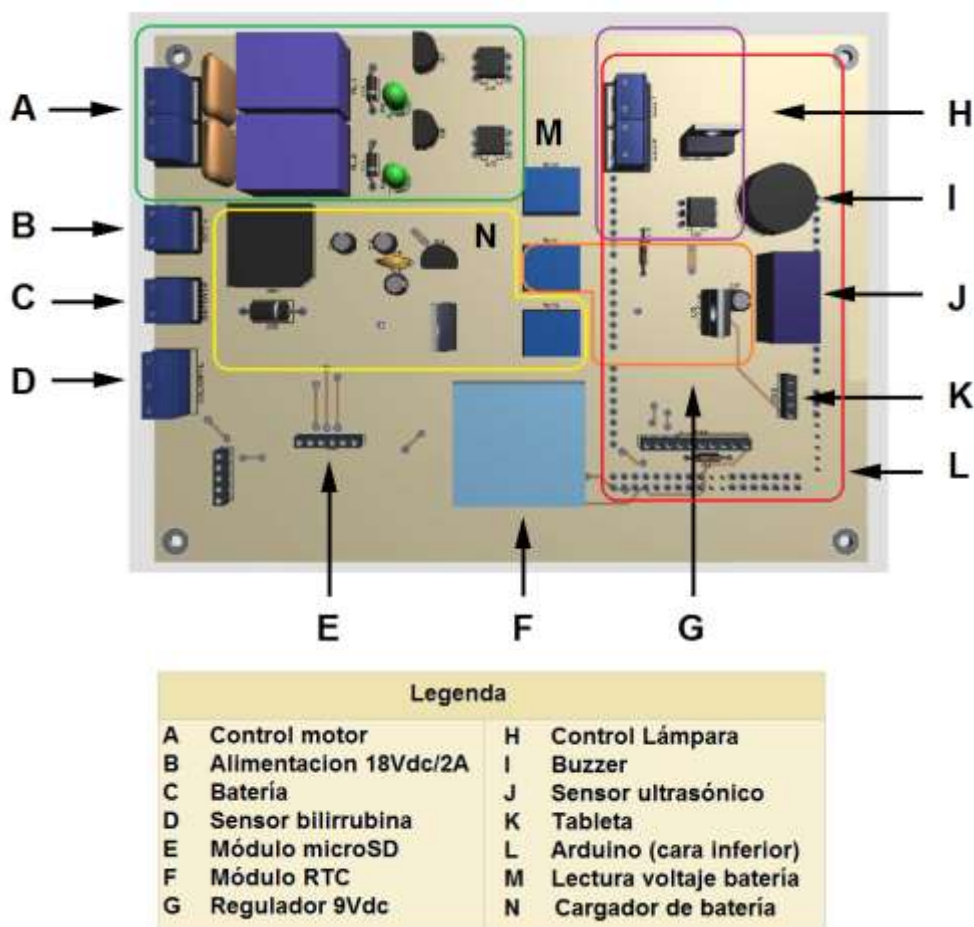 A
M
H
B
N
I
C
J
D
K
L
E
F
G
Legenda
A Control motor
B Alimentacion 18Vdc/2A
C Batería
D Sensor bilirrubina
E Módulo microSD
F Módulo RTC
G Regulador 9Vdc
H Control Lámpara
I Buzzer
J Sensor ultrasónico
K Tableta
L Arduino (cara inferior)
M Lectura voltaje batería
N Cargador de batería